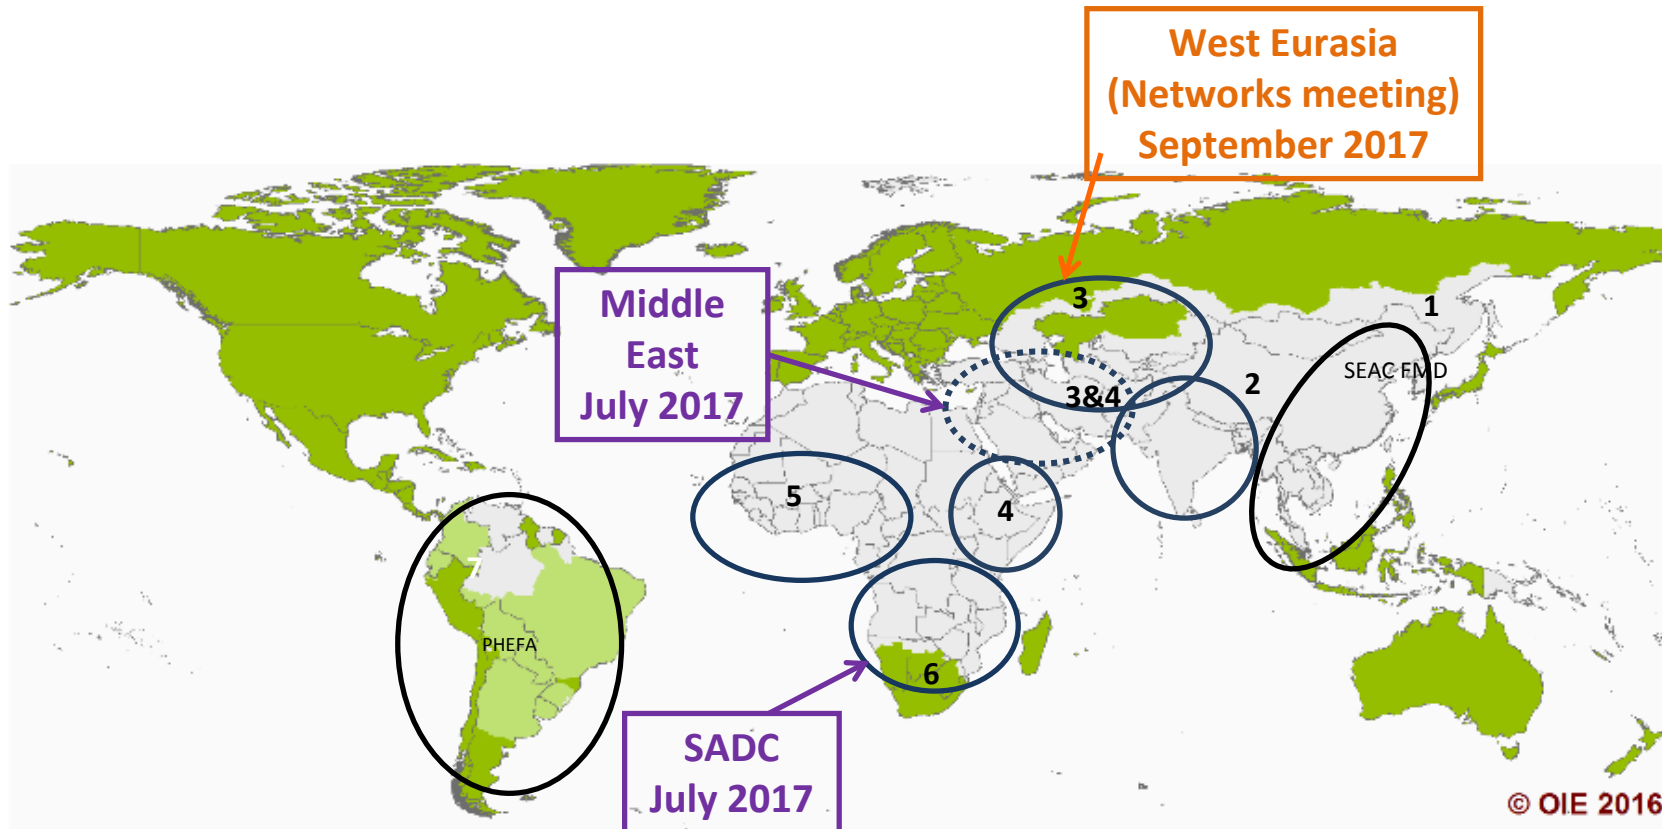 West Eurasia
(Networks meeting)
September 2017
Middle
East
July 2017
3
1
SEAC FMD
2
3&4
5
4
7
PHEFA
6
SADC
July 2017
© OIE 2016